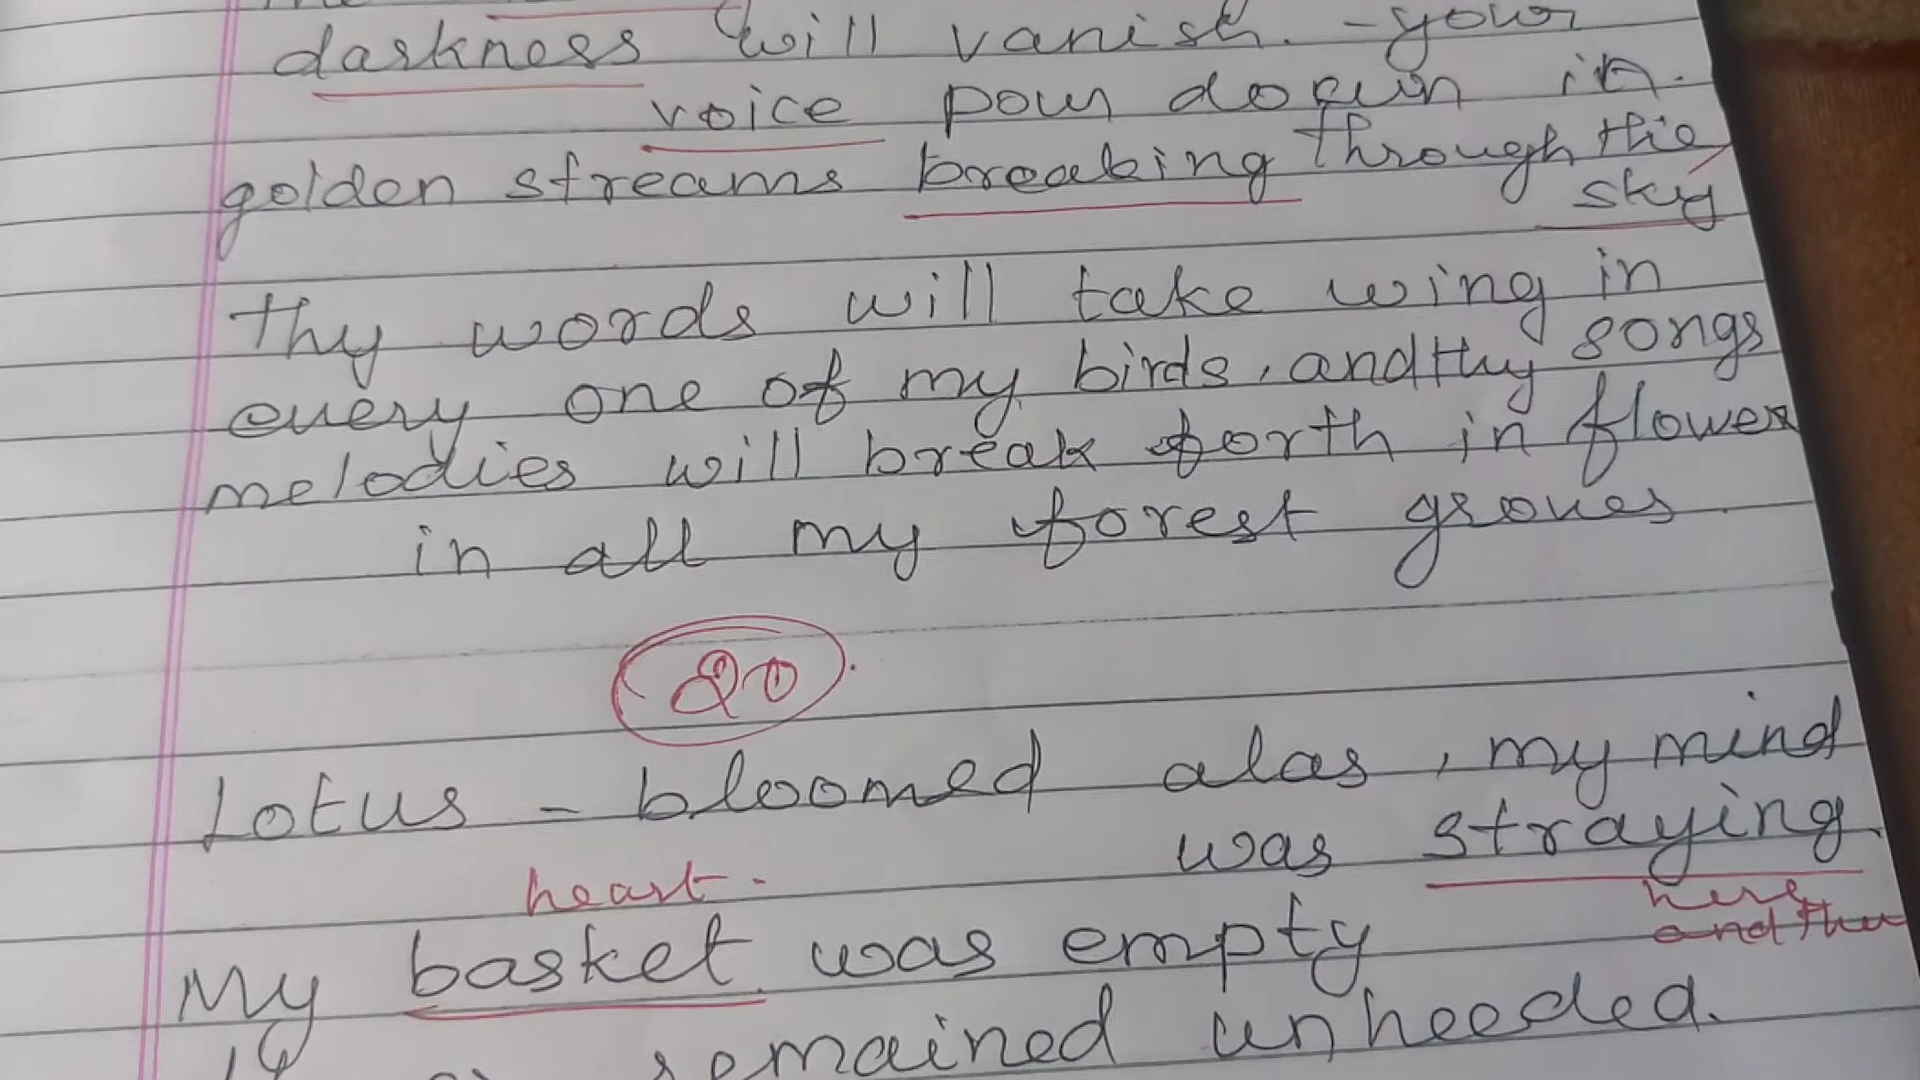 darkness will vanish. - your
voice pour down in.
golden streams breaking through the
sky
Thy words will take wing in
every one of my birds, and thy songs
melodies will break forth in flower
in all my forest groves.
20
Lotus - bloomed alas, my mind
was straying.
heart.
here
and the
My basket was empty
remained unheeded.